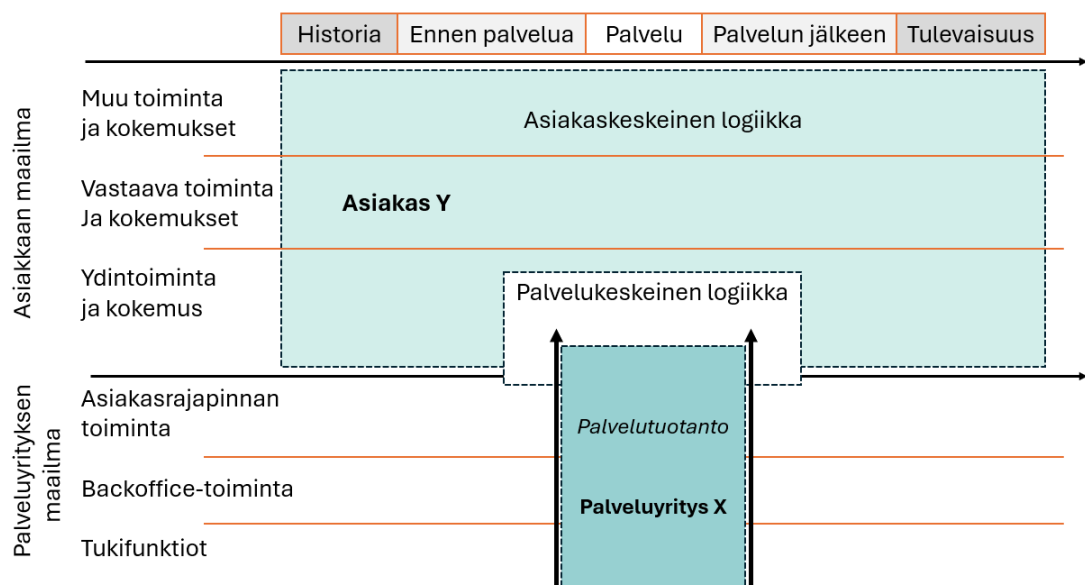 Historia
Ennen palvelua
Palvelu
Palvelun jälkeen
Tulevaisuus
Asiakkaan maailma
Muu toiminta
ja kokemukset
Asiakaskeskeinen logiikka
Vastaava toiminta
Ja kokemukset
Asiakas Y
Ydintoiminta
ja kokemus
Palvelukeskeinen logiikka
Palveluyrityksen
maailma
Asiakasrajapinnan
toiminta
Palvelutuotanto
Backoffice-toiminta
Palveluyritys X
Tukifunktiot